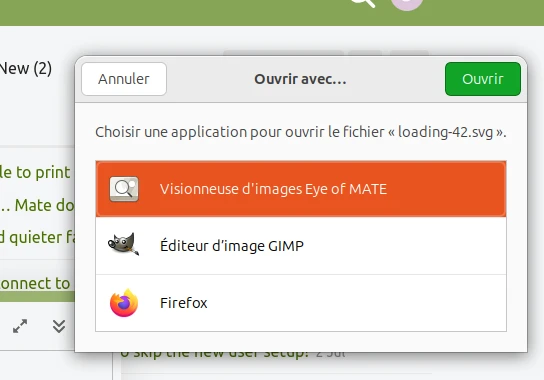 New (2)
Annuler
Ouvrir avec...
Ouvrir
Choisir une application pour ouvrir le fichier « loading-42.svg ».
Visionneuse d'images Eye of MATE
Éditeur d'image GIMP
Firefox
le to print
… Mate do
d quieter fa
onnect to
o skip the new user setup! 2 Jul